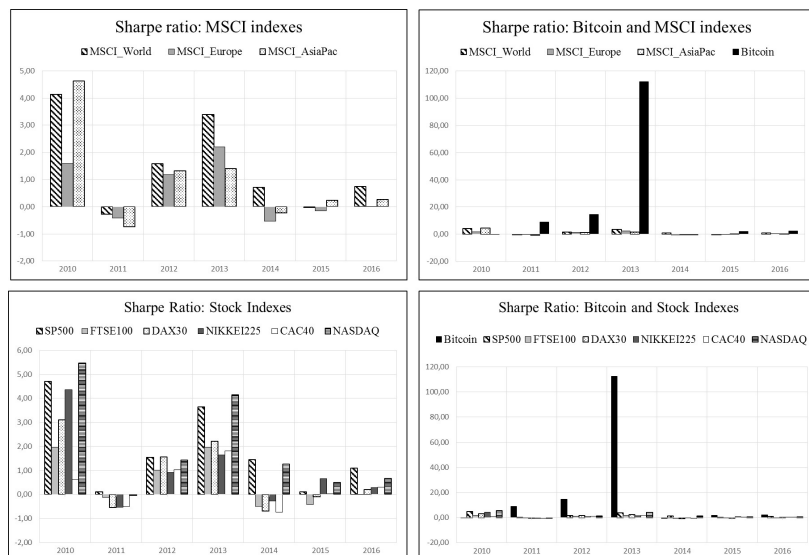 Sharpe ratio: MSCI indexes
MSCI_World MSCI_Europe MSCI_AsiaPac
5,00
4,00
3,00
2,00
1,00
0,00
-1,00
-2,00
2010 2011 2012 2013 2014 2015 2016
Sharpe ratio: Bitcoin and MSCI indexes
MSCI_World MSCI_Europe MSCI_AsiaPac Bitcoin
120,00
100,00
80,00
60,00
40,00
20,00
0,00
-20,00
2010 2011 2012 2013 2014 2015 2016
Sharpe Ratio: Stock Indexes
SP500 FTSE100 DAX30 NIKKEI225 CAC40 NASDAQ
6,00
5,00
4,00
3,00
2,00
1,00
0,00
-1,00
-2,00
2010 2011 2012 2013 2014 2015 2016
Sharpe Ratio: Bitcoin and Stock Indexes
Bitcoin SP500 FTSE100 DAX30 NIKKEI225 CAC40 NASDAQ
120,00
100,00
80,00
60,00
40,00
20,00
0,00
-20,00
2010 2011 2012 2013 2014 2015 2016